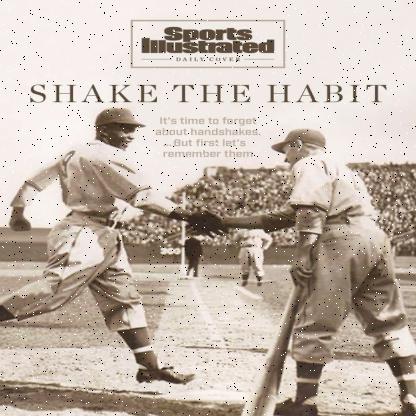 Sports
Illustrated
DAILY COVER
SHAKE THE HABIT
It's time to forget
about handshakes.
But first let's
remember them.